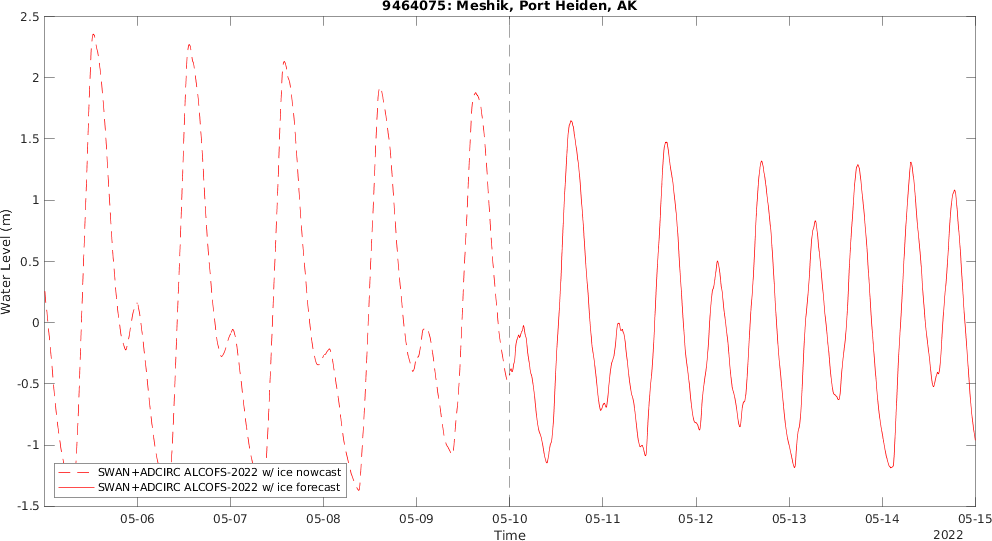 9464075: Meshik, Port Heiden, AK
2.5
2
1.5
1
0.5
0
-0.5
-1
-1.5
Water Level (m)
SWAN+ADCIRC ALCOFS-2022 w/ ice nowcast
SWAN+ADCIRC ALCOFS-2022 w/ ice forecast
05-06 05-07 05-08 05-09 05-10 05-11 05-12 05-13 05-14 05-15
Time
2022